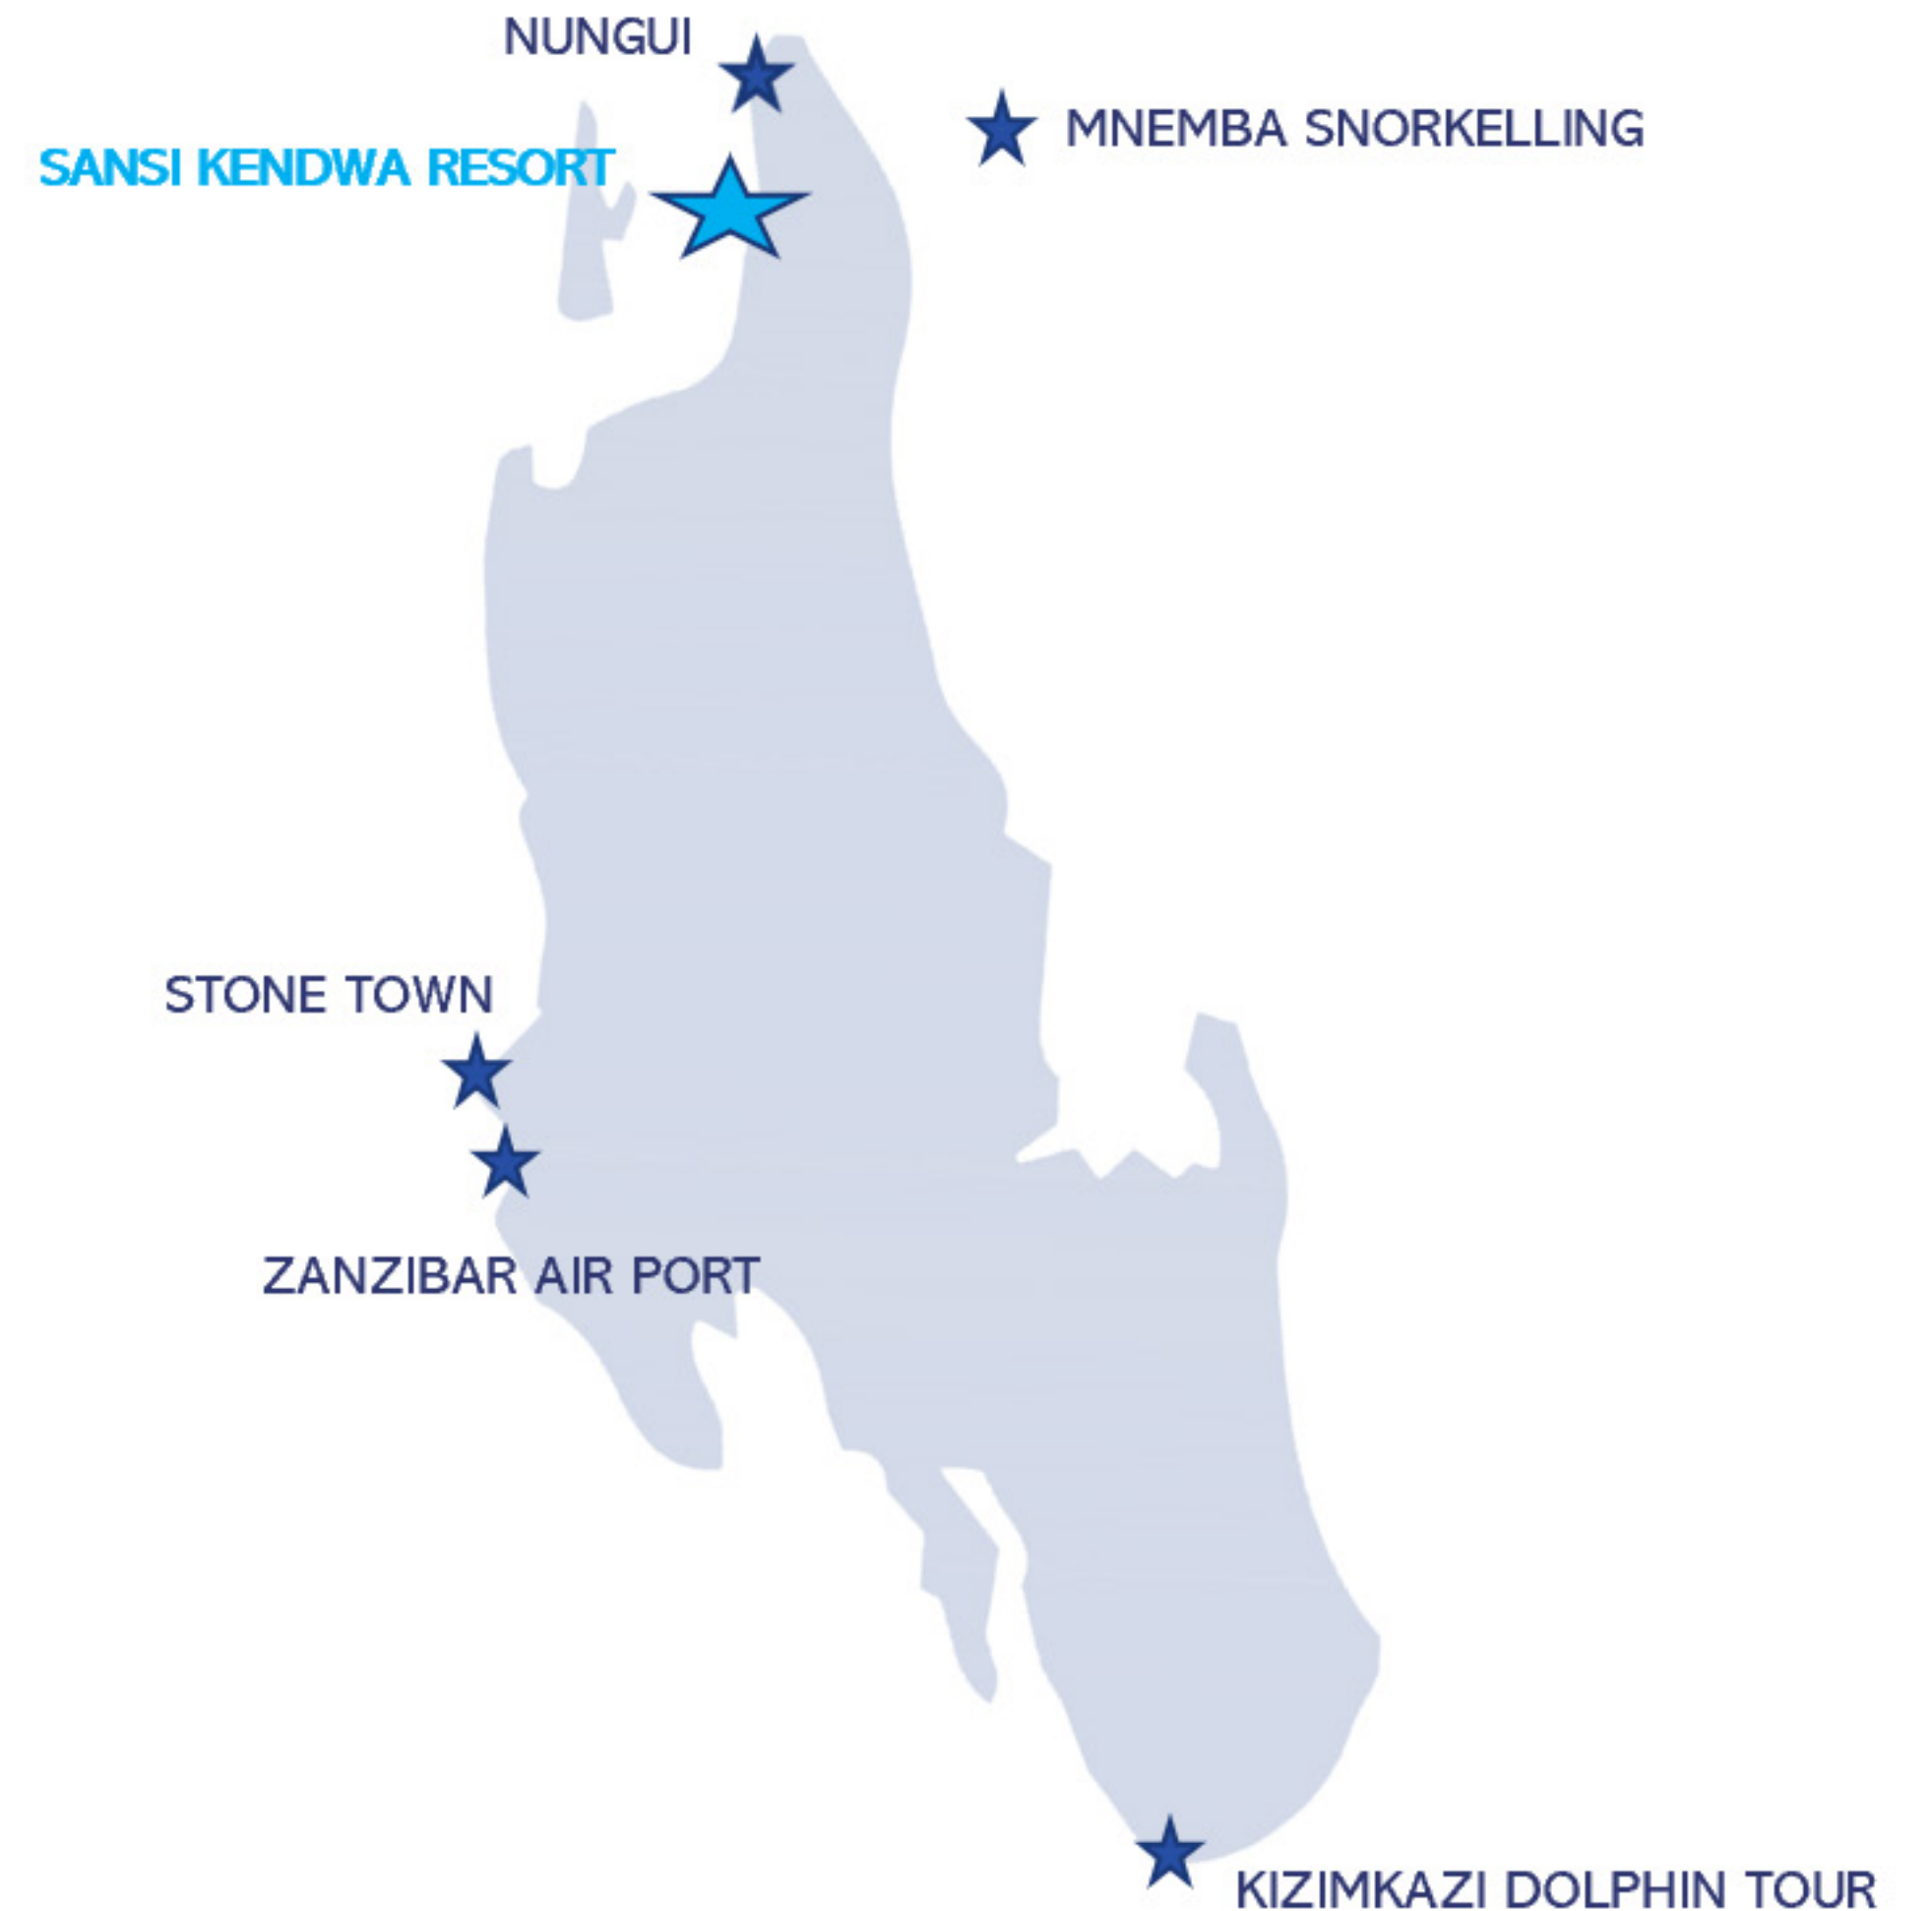 NUNGUI
MNEMBA SNORKELLING
SANSI KENDWA RESORT
STONE TOWN
ZANZIBAR AIR PORT
KIZIMKAZI DOLPHIN TOUR